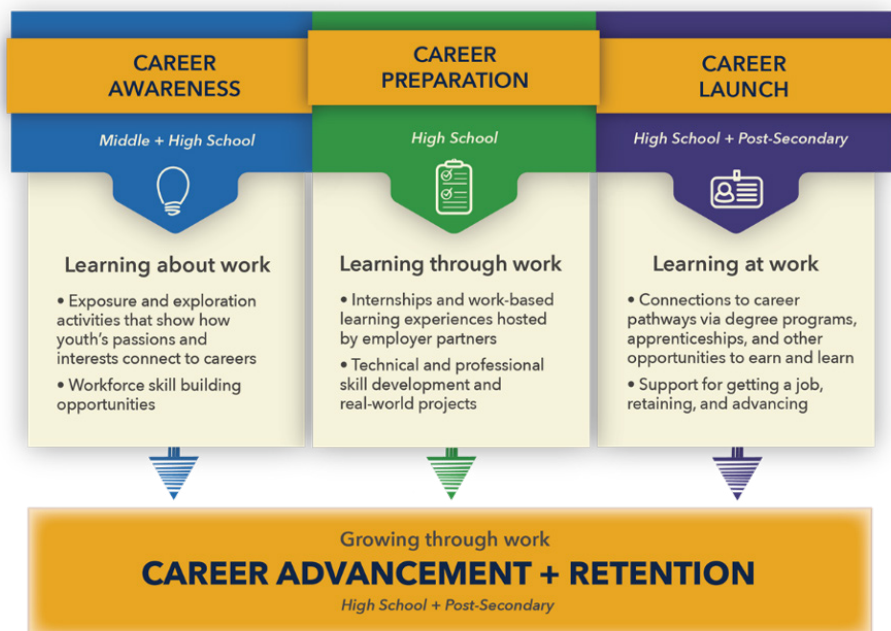 CAREER
AWARENESS
Middle + High School
Learning about work
• Exposure and exploration
activities that show how
youth's passions and
interests connect to careers
• Workforce skill building
opportunities
CAREER
PREPARATION
High School
Learning through work
• Internships and work-based
learning experiences hosted
by employer partners
• Technical and professional
skill development and
real-world projects
CAREER
LAUNCH
High School + Post-Secondary
Learning at work
• Connections to career
pathways via degree programs,
apprenticeships, and other
opportunities to earn and learn
• Support for getting a job,
retaining, and advancing
Growing through work
CAREER ADVANCEMENT + RETENTION
High School + Post-Secondary